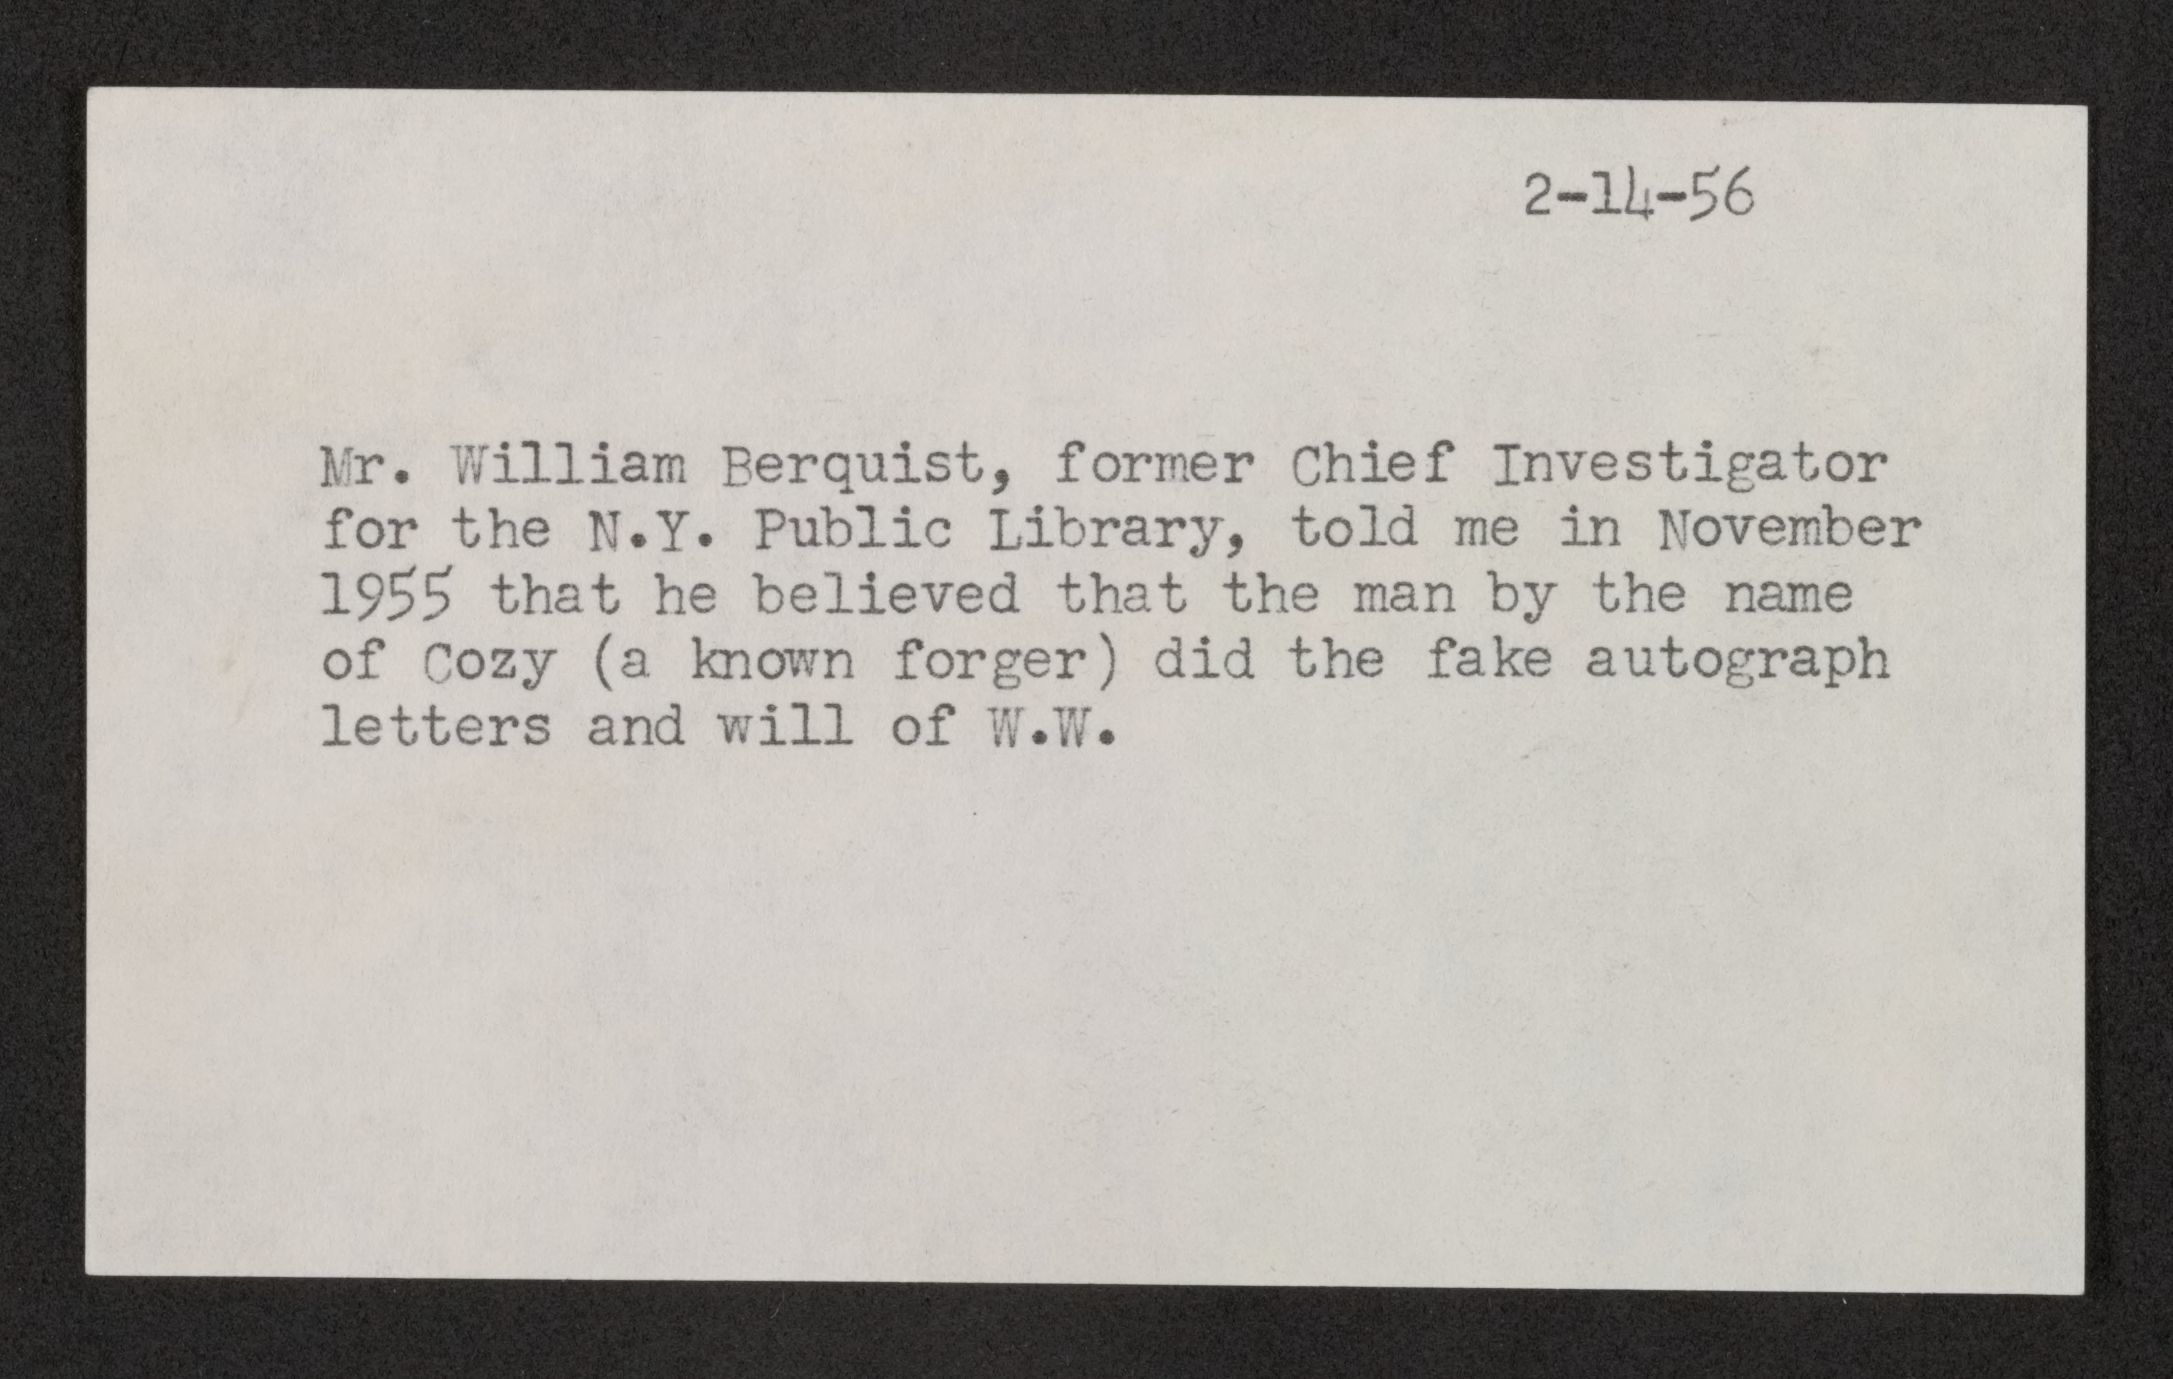 2-14-56
Mr. William Berquist, former Chief Investigator
for the N.Y. Public Library, told me in November
1955 that he believed that the man by the name
of Cozy (a known forger) did the fake autograph
letters and will of W.W.